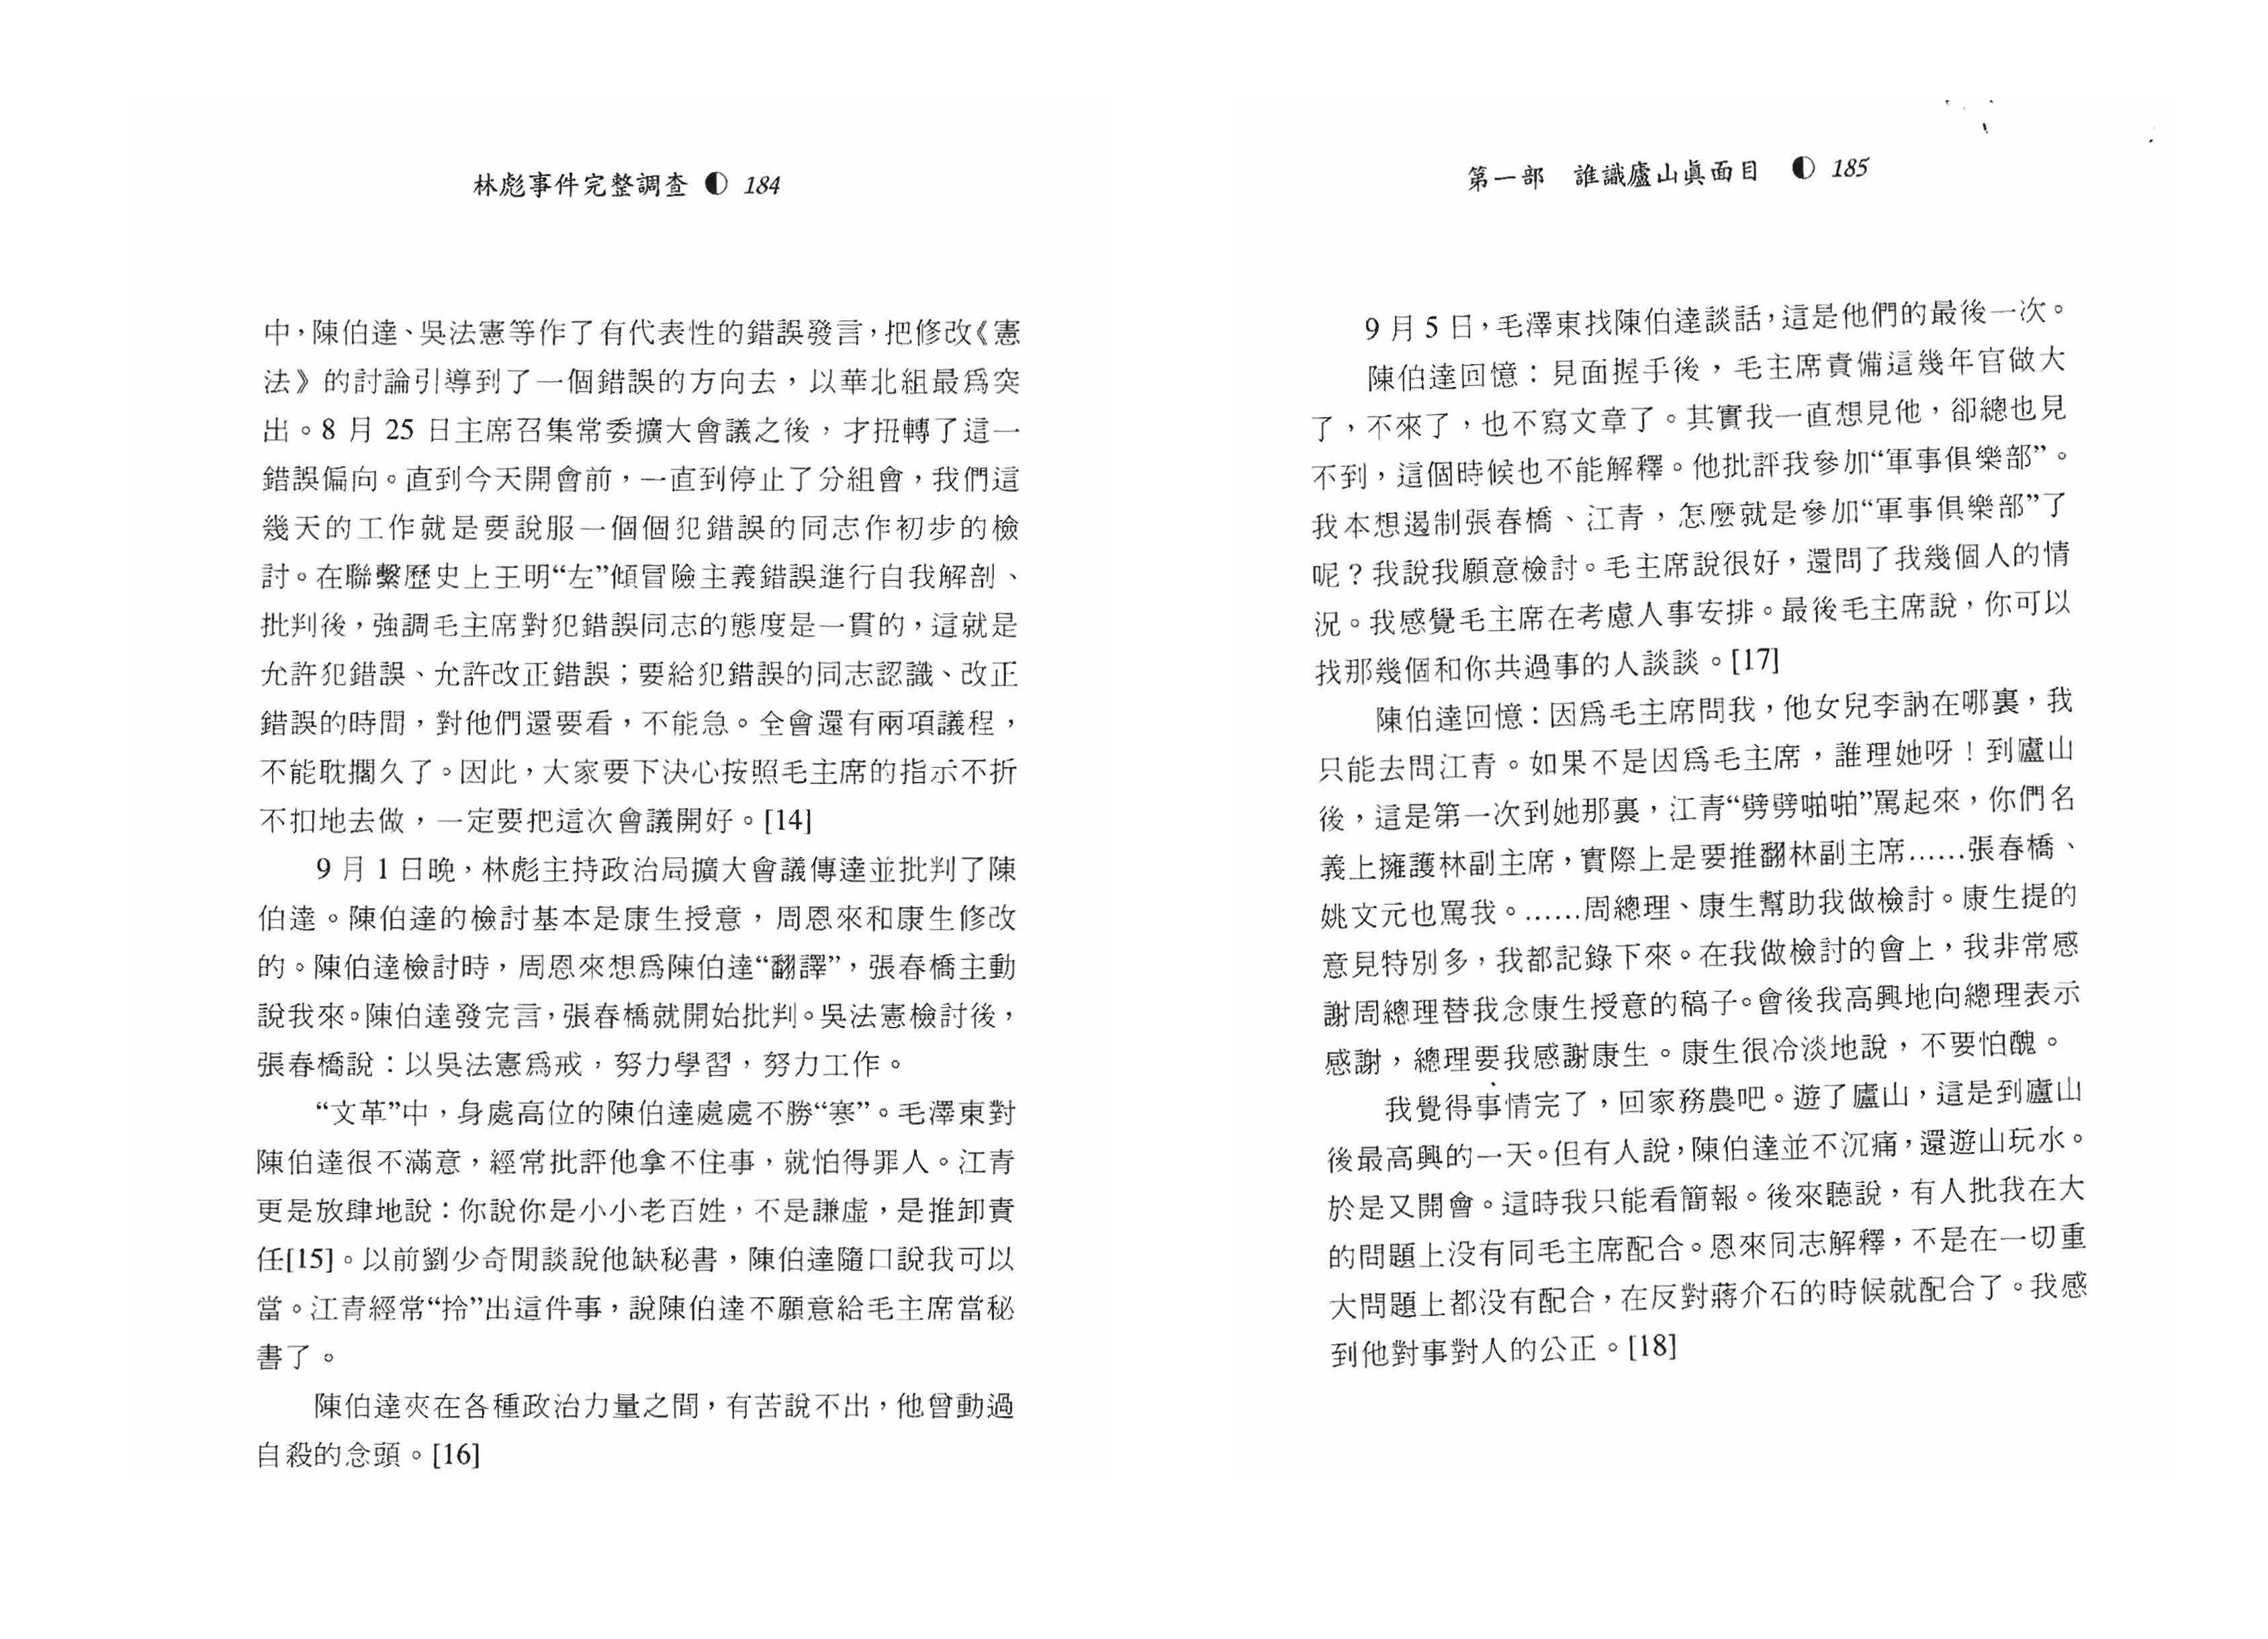 林彪事件完整調查 ◐ 184
中，陳伯達、吳法憲等作了有代表性的錯誤發言，把修改《憲
法》的討論引導到了一個錯誤的方向去，以華北組最爲突
出。8 月 25 日主席召集常委擴大會議之後，才扭轉了這一
錯誤偏向。直到今天開會前，一直到停止了分組會，我們這
幾天的工作就是要說服一個個犯錯誤的同志作初步的檢
討。在聯繫歷史上王明“左”傾冒險主義錯誤進行自我解剖、
批判後，強調毛主席對犯錯誤同志的態度是一貫的，這就是
允許犯錯誤、允許改正錯誤；要給犯錯誤的同志認識、改正
錯誤的時間，對他們還要看，不能急。全會還有兩項議程，
不能耽擱久了。因此，大家要下決心按照毛主席的指示不折
不扣地去做，一定要把這次會議開好。[14]
9 月 1 日晚，林彪主持政治局擴大會議傳達並批判了陳
伯達。陳伯達的檢討基本是康生授意，周恩來和康生修改
的。陳伯達檢討時，周恩來想爲陳伯達“翻譯”，張春橋主動
說我來。陳伯達發完言，張春橋就開始批判。吳法憲檢討後，
張春橋說：以吳法憲爲戒，努力學習，努力工作。
“文革”中，身處高位的陳伯達處處不勝“寒”。毛澤東對
陳伯達很不滿意，經常批評他拿不住事，就怕得罪人。江青
更是放肆地說：你說你是小小老百姓，不是謙虛，是推卸責
任[15]。以前劉少奇閒談說他缺秘書，陳伯達隨口說我可以
當。江青經常“拎”出這件事，說陳伯達不願意給毛主席當秘
書了。
陳伯達夾在各種政治力量之間，有苦說不出，他曾動過
自殺的念頭。[16]
第一部 誰識廬山眞面目 ◐ 185
9 月 5 日，毛澤東找陳伯達談話，這是他們的最後一次。
陳伯達回憶：見面握手後，毛主席責備這幾年官做大
了，不來了，也不寫文章了。其實我一直想見他，卻總也見
不到，這個時候也不能解釋。他批評我參加“軍事俱樂部”。
我本想遏制張春橋、江青，怎麼就是參加“軍事俱樂部”了
呢？我說我願意檢討。毛主席說很好，還問了我幾個人的情
況。我感覺毛主席在考慮人事安排。最後毛主席說，你可以
找那幾個和你共過事的人談談。[17]
陳伯達回憶：因爲毛主席問我，他女兒李訥在哪裏，我
只能去問江青。如果不是因爲毛主席，誰理她呀！到廬山
後，這是第一次到她那裏，江青“劈劈啪啪”罵起來，你們名
義上擁護林副主席，實際上是要推翻林副主席……張春橋、
姚文元也罵我。……周總理、康生幫助我做檢討。康生提的
意見特別多，我都記錄下來。在我做檢討的會上，我非常感
謝周總理替我念康生授意的稿子。會後我高興地向總理表示
感謝，總理要我感謝康生。康生很冷淡地說，不要怕醜。
我覺得事情完了，回家務農吧。遊了廬山，這是到廬山
後最高興的一天。但有人說，陳伯達並不沉痛，還遊山玩水。
於是又開會。這時我只能看簡報。後來聽說，有人批我在大
的問題上沒有同毛主席配合。恩來同志解釋，不是在一切重
大問題上都没有配合，在反對蔣介石的時候就配合了。我感
到他對事對人的公正。[18]